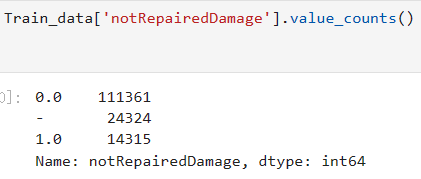 Train_data['notRepairedDamage'].value_counts()
]:
0.0    111361
-       24324
1.0     14315
Name: notRepairedDamage, dtype: int64